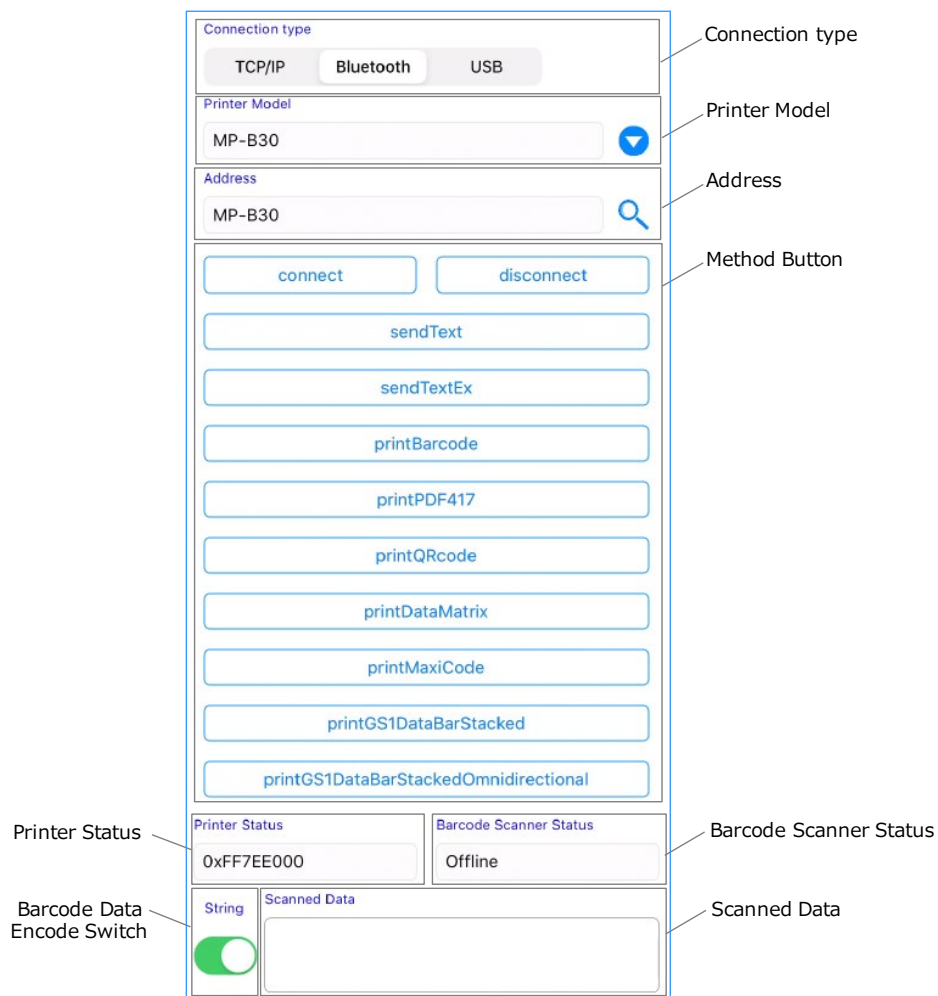 Connection type
TCP/IP Bluetooth USB
Connection type
Printer Model
MP-B30
Printer Model
Address
MP-B30
Address
connect disconnect
Method Button
sendText
sendTextEx
printBarcode
printPDF417
printQRcode
printDataMatrix
printMaxiCode
printGS1DataBarStacked
printGS1DataBarStackedOmnidirectional
Printer Status
Printer Status
0xFF7EE000
Barcode Scanner Status
Offline
Barcode Scanner Status
Barcode Data
Encode Switch
String
Scanned Data
Scanned Data